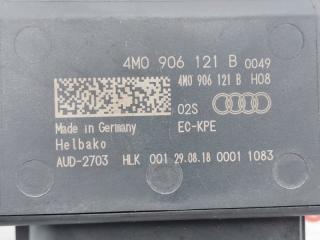 4M0 906 121 B 0049
4M0 906 121 B H08
02S
Made in Germany EC-KPE
Helbako
AUD-2703 HLK 001 29.08.18 0001 1083